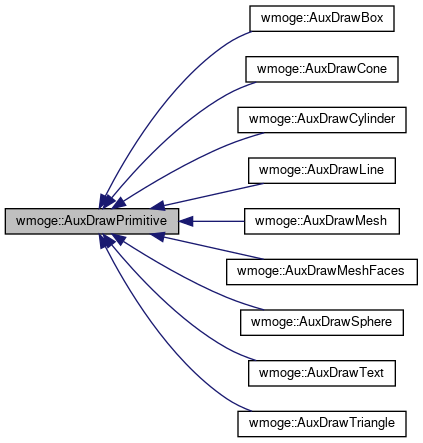 wmoge::AuxDrawBox
wmoge::AuxDrawCone
wmoge::AuxDrawCylinder
wmoge::AuxDrawLine
wmoge::AuxDrawPrimitive
wmoge::AuxDrawMesh
wmoge::AuxDrawMeshFaces
wmoge::AuxDrawSphere
wmoge::AuxDrawText
wmoge::AuxDrawTriangle